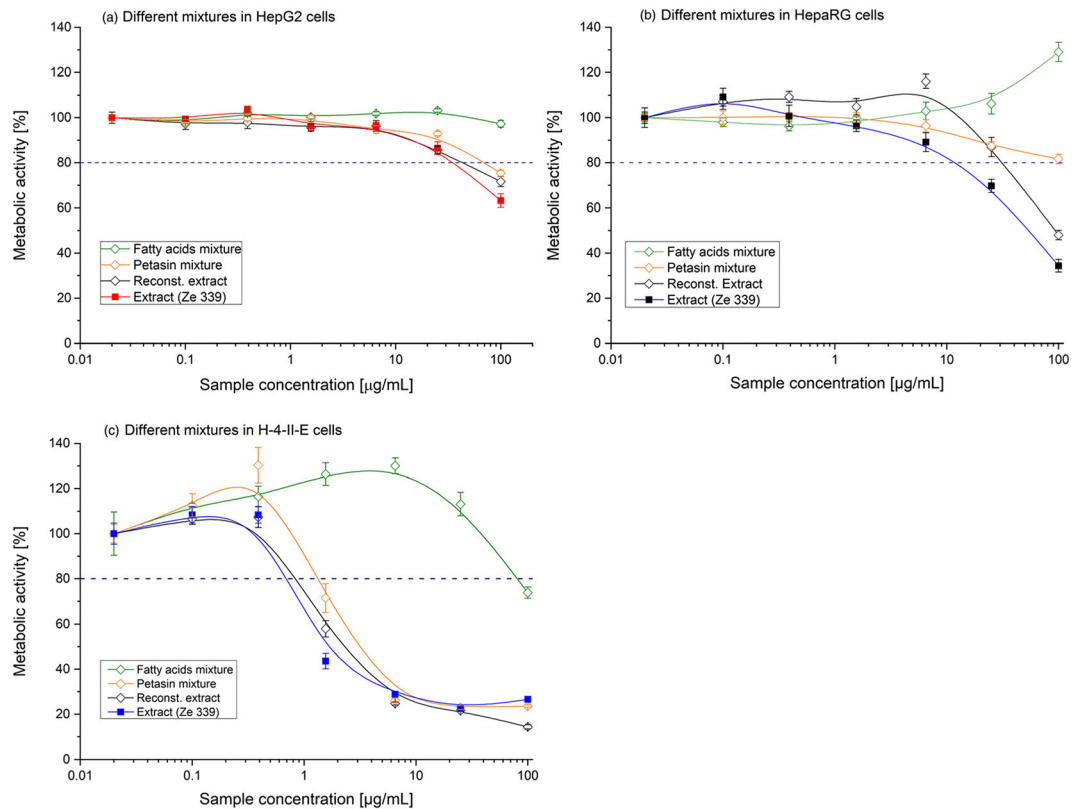 (a) Different mixtures in HepG2 cells
Metabolic activity [%]
140
120
100
80
60
40
20
0
Fatty acids mixture
Petasin mixture
Reconst. extract
Extract (Ze 339)
0.01
0.1
1
10
100
Sample concentration [μg/mL]
(b) Different mixtures in HepaRG cells
Metabolic activity [%]
140
120
100
80
60
40
20
0
Fatty acids mixture
Petasin mixture
Reconst. Extract
Extract (Ze 339)
0.01
0.1
1
10
100
Sample concentration [µg/mL]
(c) Different mixtures in H-4-II-E cells
Metabolic activity [%]
140
120
100
80
60
40
20
0
Fatty acids mixture
Petasin mixture
Reconst. extract
Extract (Ze 339)
0.01
0.1
1
10
100
Sample concentration [µg/mL]